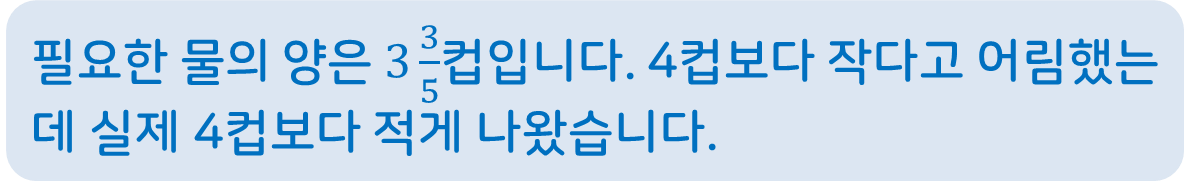 필요한 물의 양은 3 3/5컵입니다. 4컵보다 작다고 어림했는
데 실제 4컵보다 적게 나왔습니다.